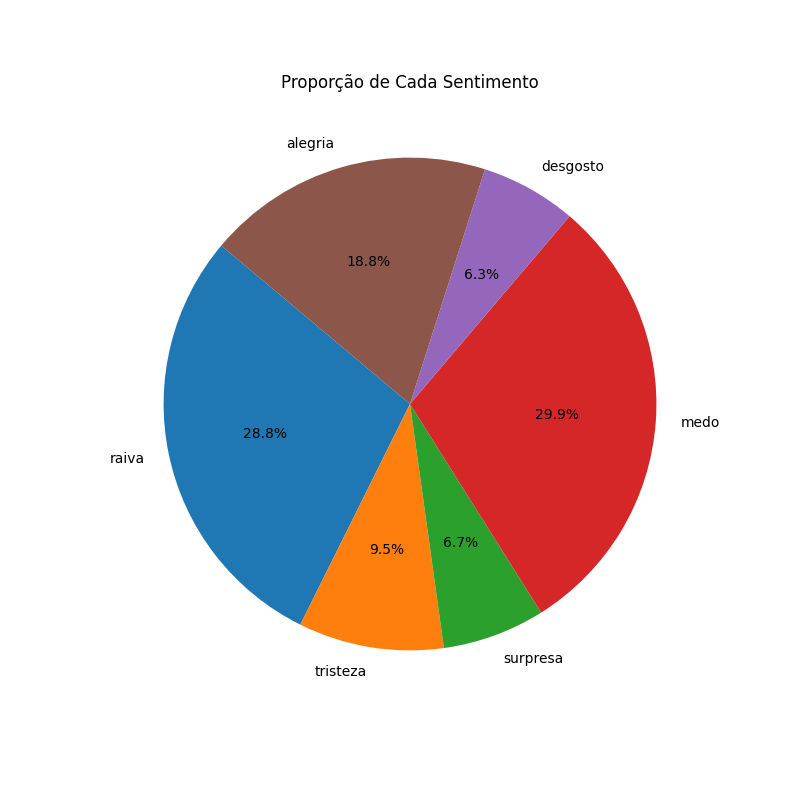 Proporção de Cada Sentimento
alegria
desgosto
18.8%
6.3%
29.9%
medo
28.8%
raiva
9.5%
6.7%
surpresa
tristeza